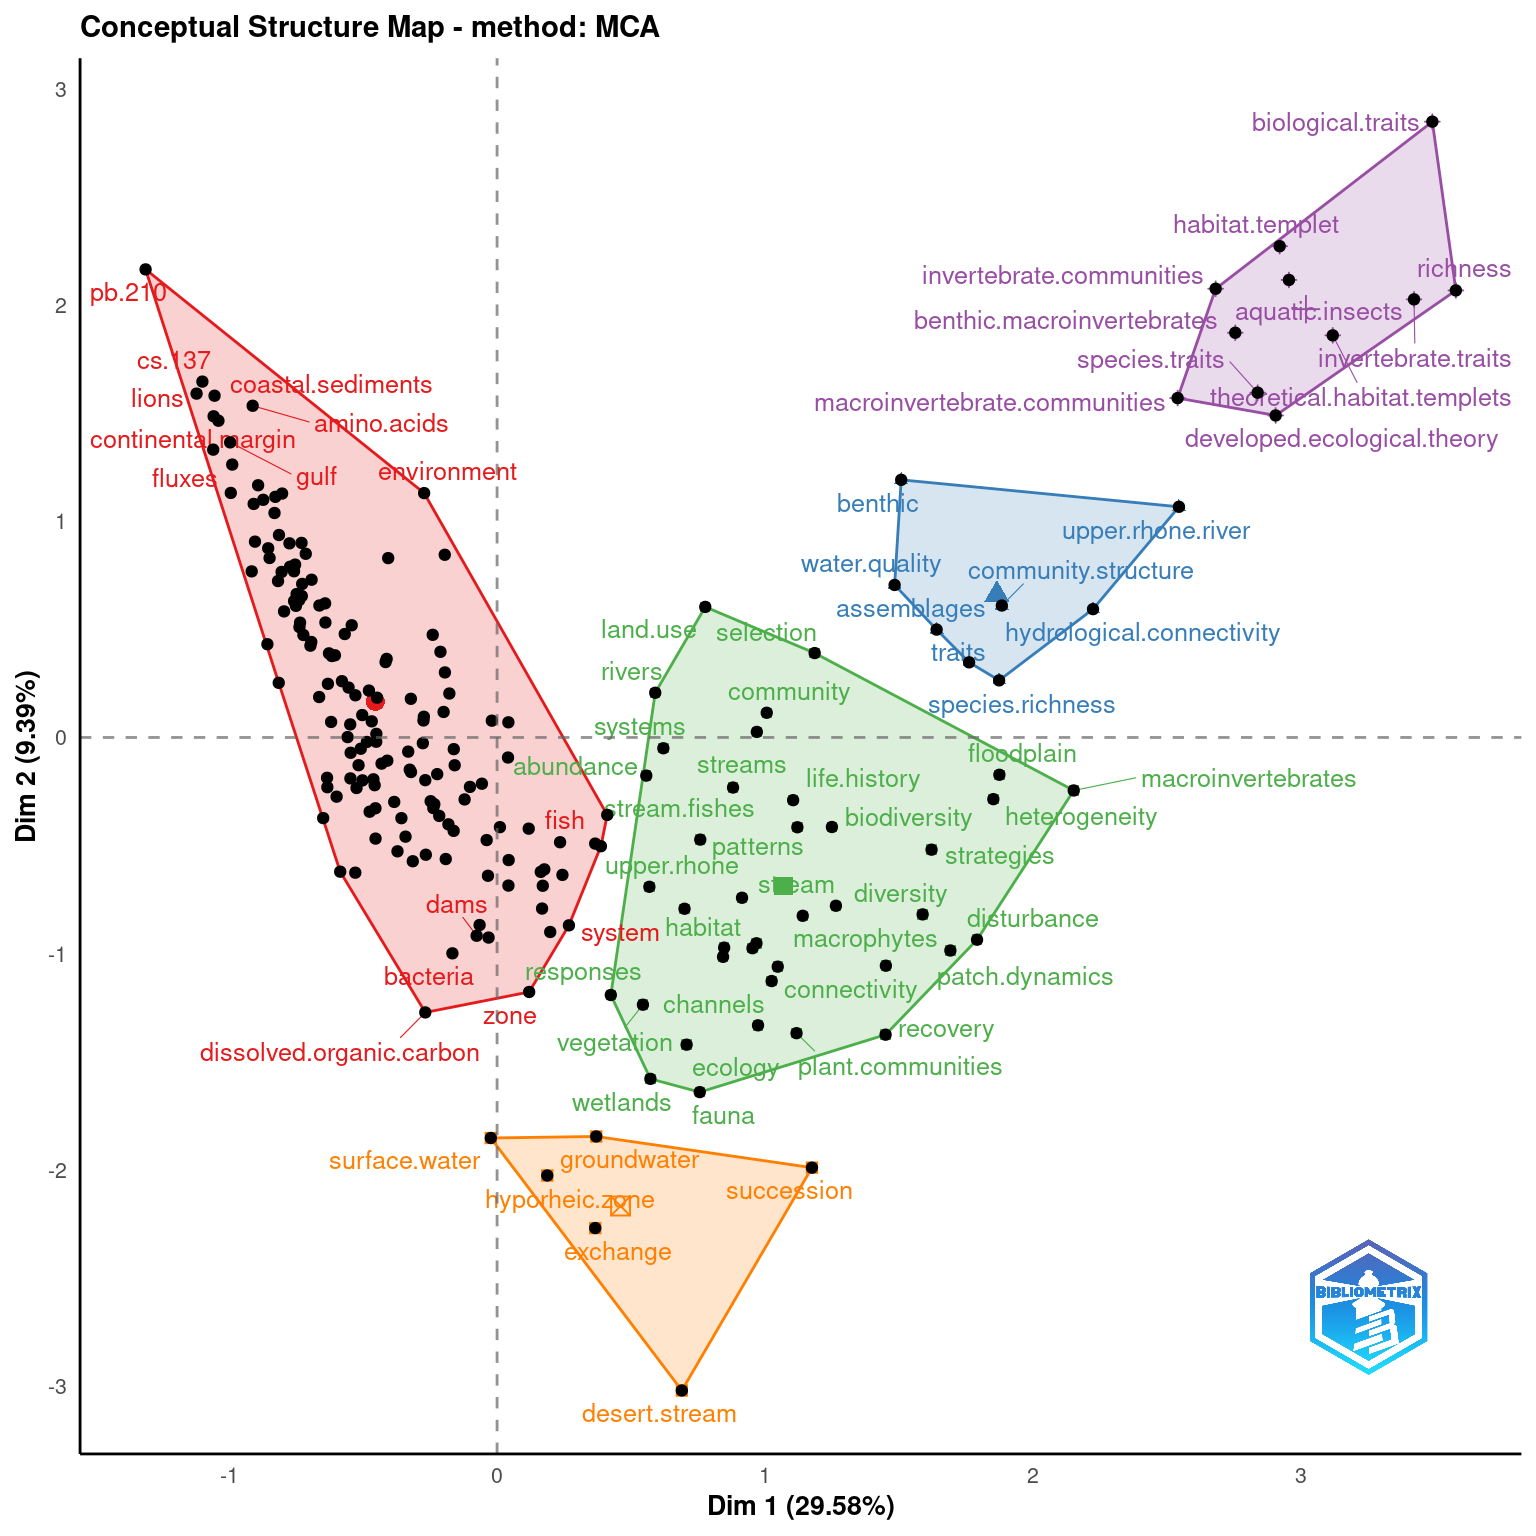 Conceptual Structure Map - method: MCA
3
biological.traits
habitat.templet
richness
invertebrate.communities
2
pb.210
aquatic.insects
benthic.macroinvertebrates
cs.137
species.traits
invertebrate.traits
coastal.sediments
lions
theoretical.habitat.templets
macroinvertebrate.communities
amino.acids
continental.margin
developed.ecological.theory
environment
fluxes
gulf
benthic
1
upper.rhone.river
water.quality
community.structure
assemblages
land.use
selection
hydrological.connectivity
traits
rivers
community
species.richness
systems
0
floodplain
abundance
streams
life.history
macroinvertebrates
stream.fishes
fish
biodiversity
heterogeneity
patterns
strategies
upper.rhone
stream
diversity
dams
habitat
disturbance
system
macrophytes
-1
bacteria
responses
patch.dynamics
connectivity
channels
zone
recovery
dissolved.organic.carbon
vegetation
ecology
plant.communities
wetlands
fauna
surface.water
groundwater
-2
succession
hyporheic.zone
exchange
BIBLIOMETRIX
-3
desert.stream
-1
0
1
2
3
Dim 1 (29.58%)
Dim 2 (9.39%)